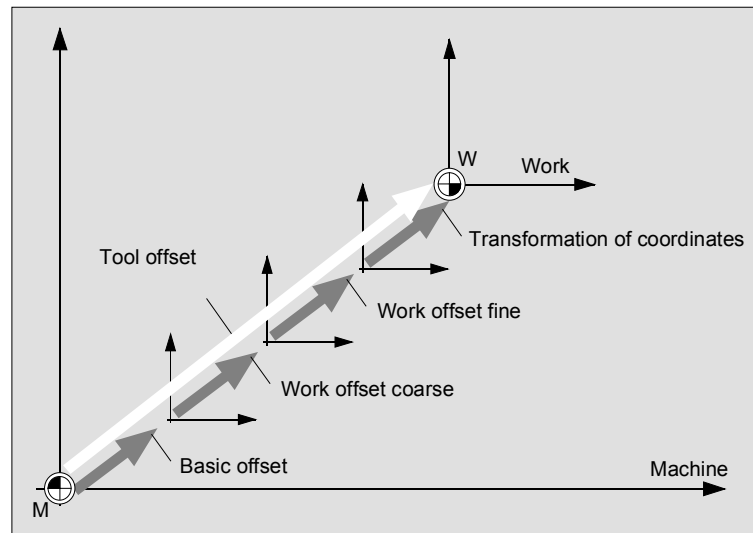 W
Work
Transformation of coordinates
Tool offset
Work offset fine
Work offset coarse
Basic offset
Machine
M